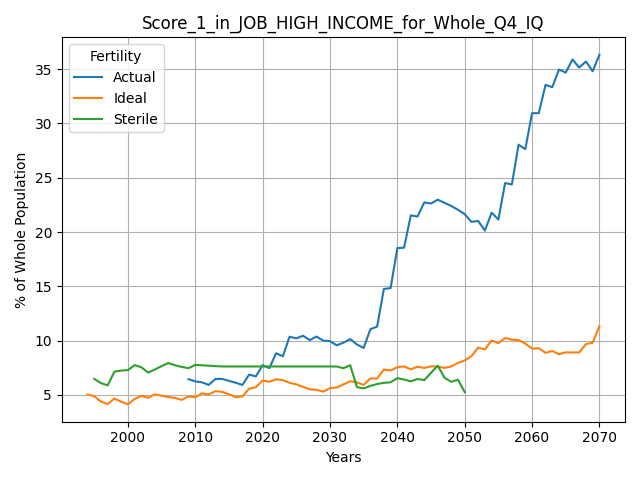 Score_1_in_JOB_HIGH_INCOME_for_Whole_Q4_IQ
Fertility
Actual
Ideal
Sterile
% of Whole Population
35
30
25
20
15
10
5
2000 2010 2020 2030 2040 2050 2060 2070
Years